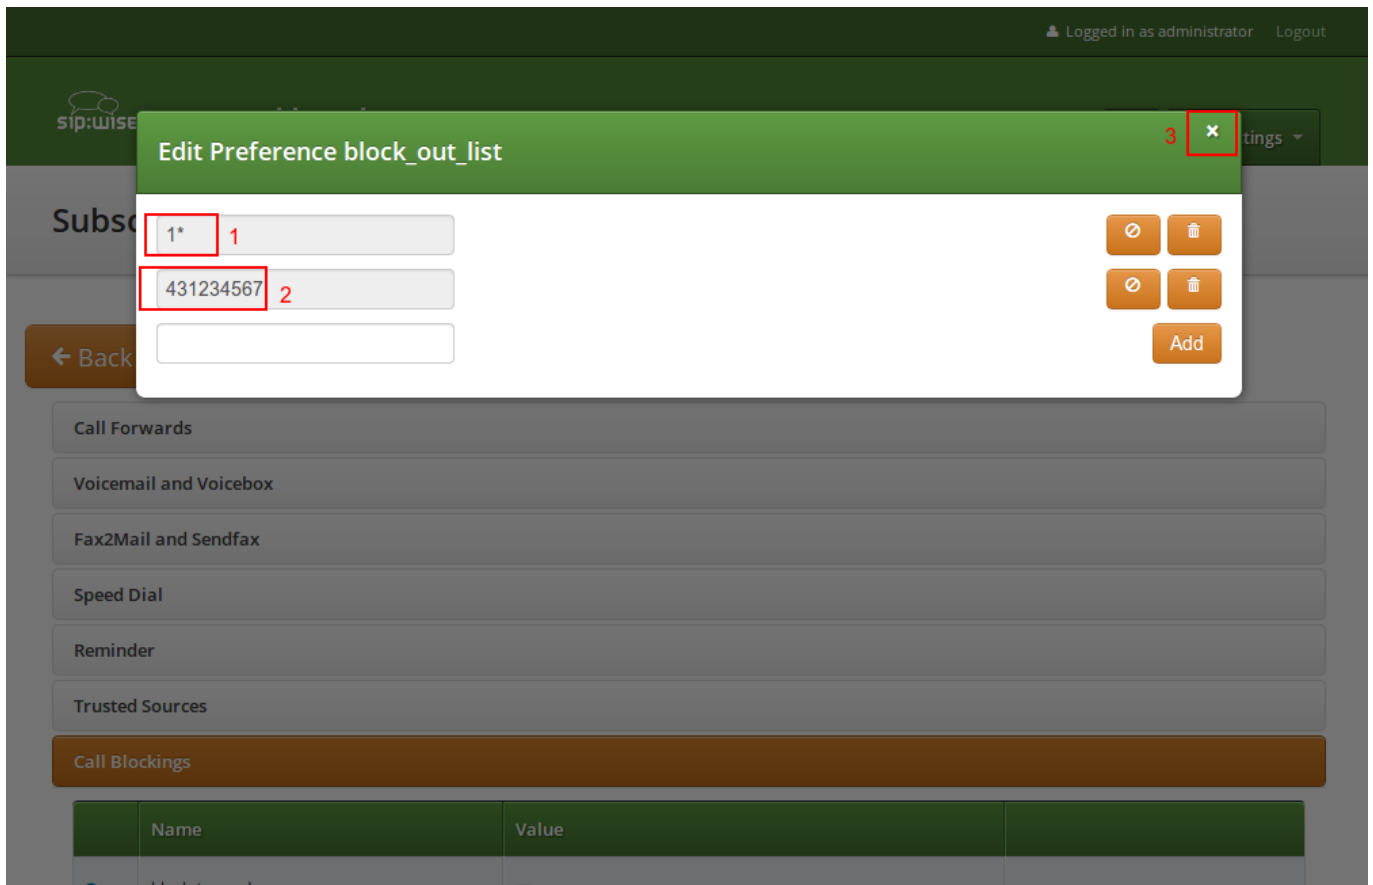 Logged in as administrator Logout
sip:wise
Edit Preference block_out_list
3
tings
Subsc
1*
1
431234567
2
Add
Back
Call Forwards
Voicemail and Voicebox
Fax2Mail and Sendfax
Speed Dial
Reminder
Trusted Sources
Call Blockings
Name Value